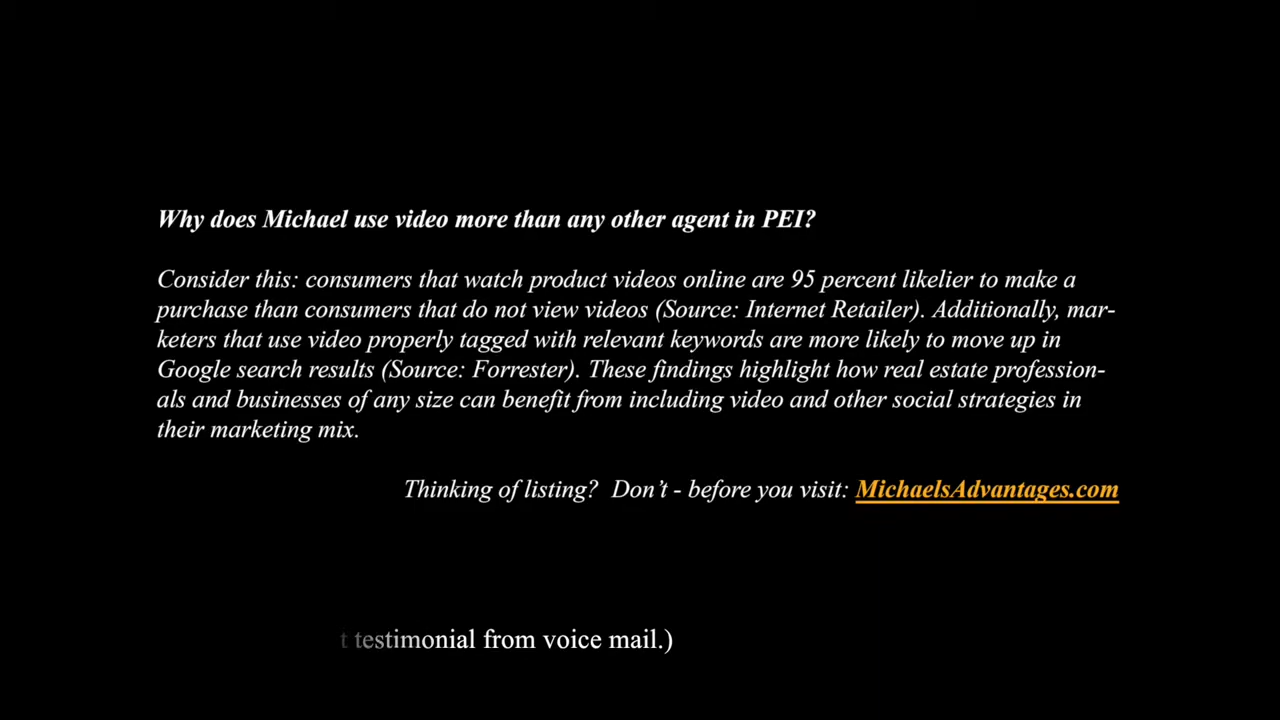 Why does Michael use video more than any other agent in PEI?
Consider this: consumers that watch product videos online are 95 percent likelier to make a
purchase than consumers that do not view videos (Source: Internet Retailer). Additionally, mar-
keters that use video properly tagged with relevant keywords are more likely to move up in
Google search results (Source: Forrester). These findings highlight how real estate profession-
als and businesses of any size can benefit from including video and other social strategies in
their marketing mix.
Thinking of listing? Don't - before you visit: MichaelsAdvantages.com
t testimonial from voice mail.)